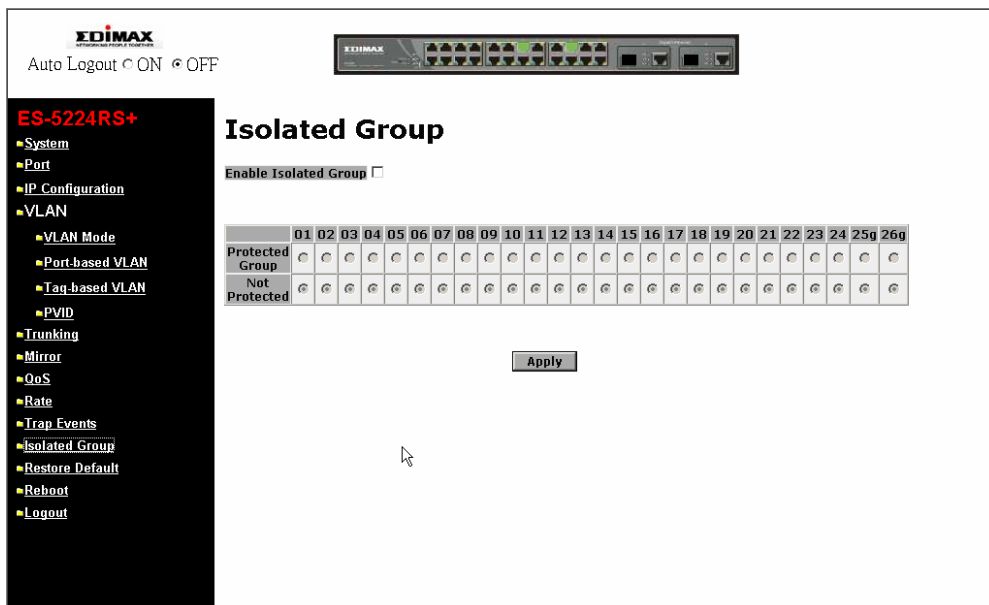 EDIMAX
NETWORKING PEOPLE TOGETHER
Auto Logout ON OFF
EDIMAX
ES-5224RS+
System
Port
IP Configuration
VLAN
VLAN Mode
Port-based VLAN
Tag-based VLAN
PVID
Trunking
Mirror
QoS
Rate
Trap Events
Isolated Group
Restore Default
Reboot
Logout
Isolated Group
Enable Isolated Group
01 02 03 04 05 06 07 08 09 10 11 12 13 14 15 16 17 18 19 20 21 22 23 24 25g 26g
Protected
Group
Not
Protected
Apply